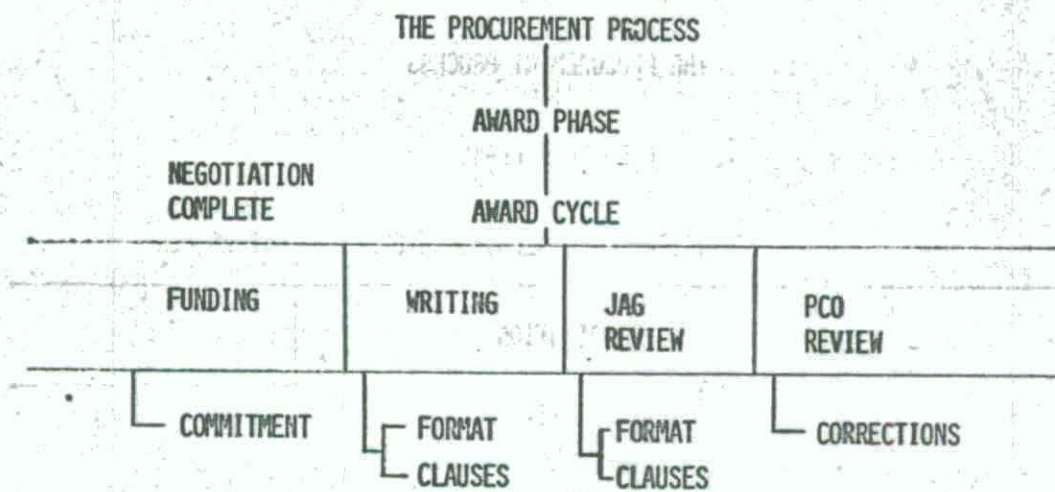 THE PROCUREMENT PROCESS
AWARD PHASE
NEGOTIATION
COMPLETE
AWARD CYCLE
FUNDING
WRITING
JAG
REVIEW
PCO
REVIEW
COMMITMENT
FORMAT
CLAUSES
FORMAT
CLAUSES
CORRECTIONS